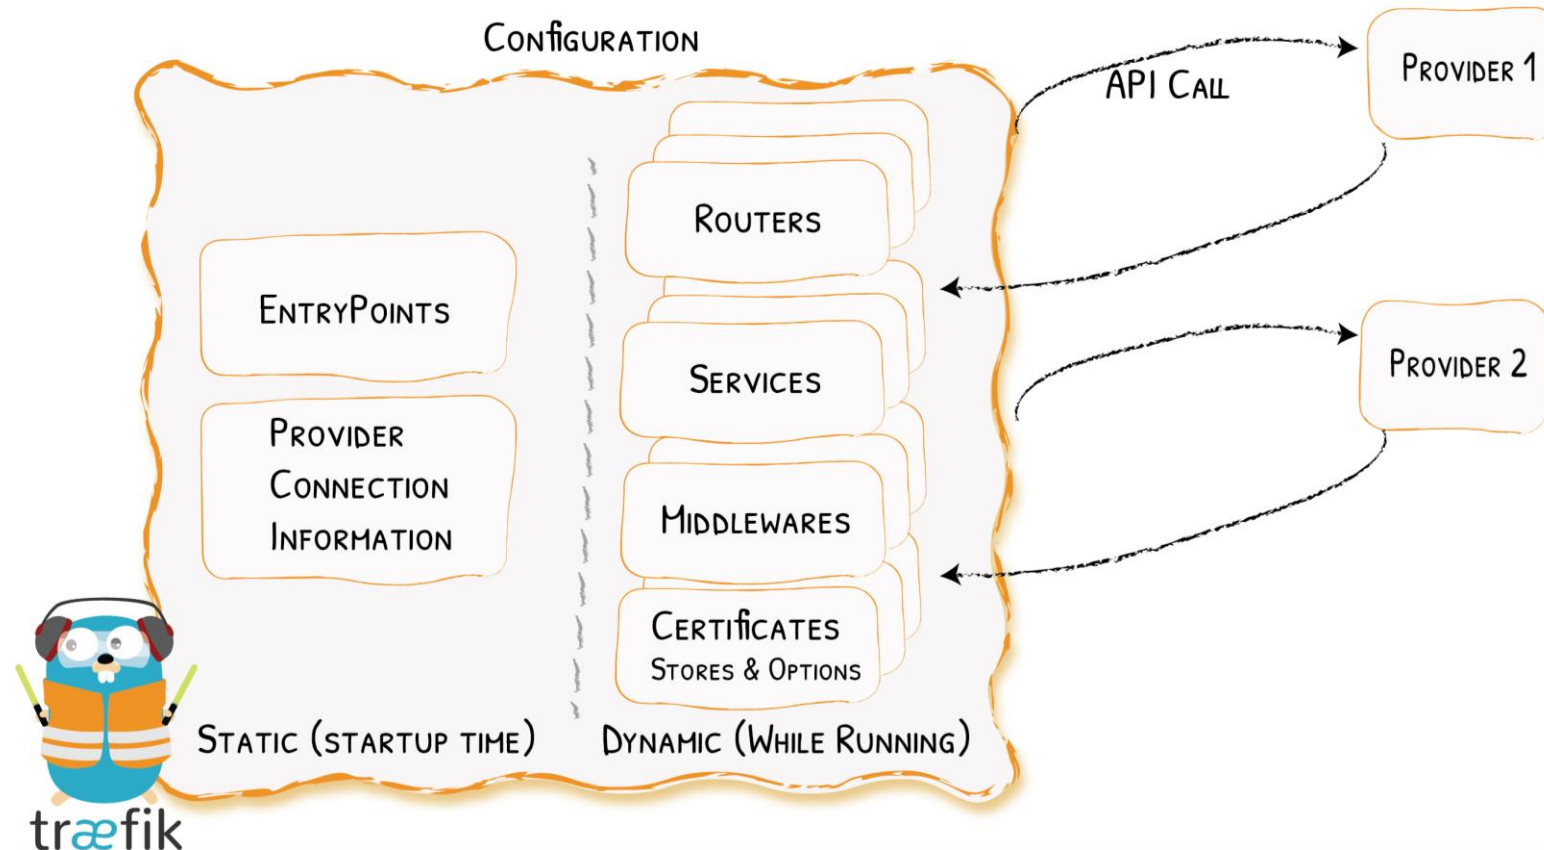 Configuration
API Call
Provider 1
Routers
EntryPoints
Services
Provider 2
Provider
Connection
Information
Middlewares
Certificates
Stores & Options
Static (startup time)
Dynamic (While Running)
træfik